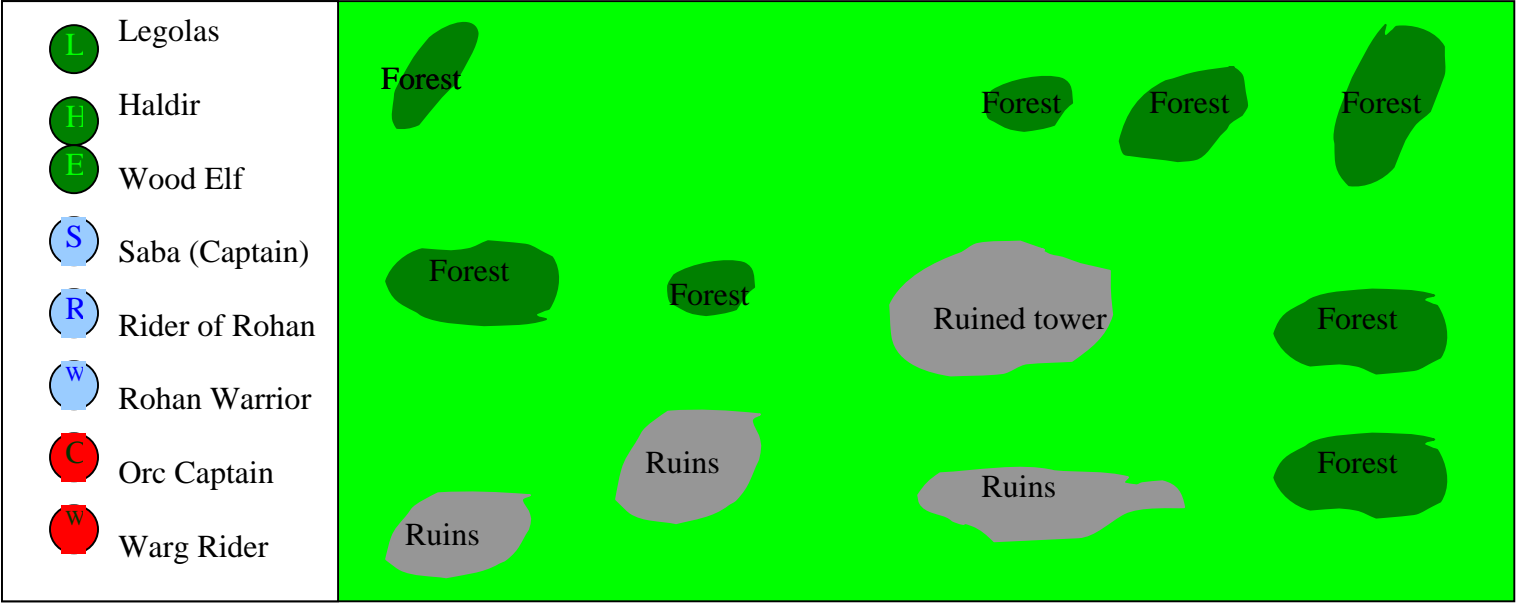 L Legolas
H Haldir
E Wood Elf
S Saba (Captain)
R Rider of Rohan
w Rohan Warrior
C Orc Captain
w Warg Rider
Forest
Forest
Forest
Forest
Forest
Forest
Ruined tower
Forest
Ruins
Ruins
Forest
Ruins